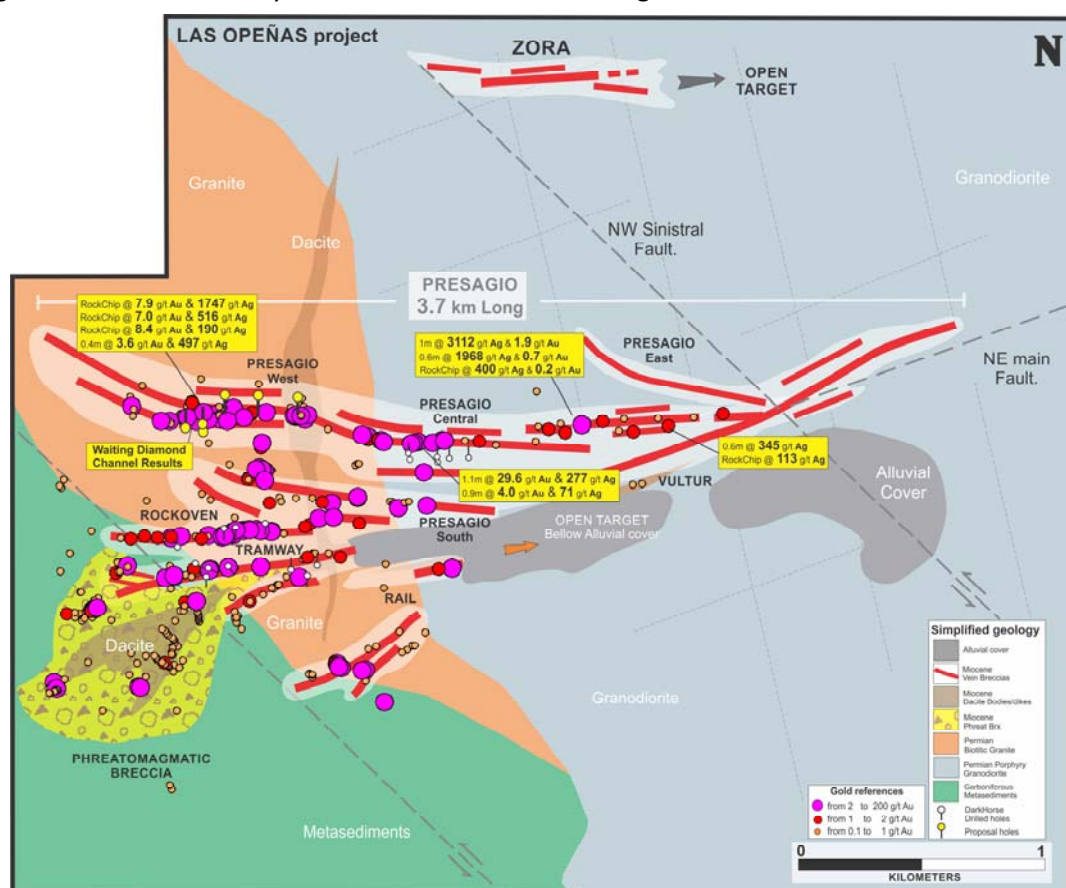 LAS OPEÑAS project
N
ZORA
OPEN
TARGET
Granite
Granodiorite
Dacite
NW Sinistral
Fault.
PRESAGIO
3.7 km Long
RockChip @ 7.9 g/t Au & 1747 g/t Ag
RockChip @ 7.0 g/t Au & 516 g/t Ag
RockChip @ 8.4 g/t Au & 190 g/t Ag
0.4m @ 3.6 g/t Au & 497 g/t Ag
1m @ 3112 g/t Ag & 1.9 g/t Au
0.6m @ 1968 g/t Ag & 0.7 g/t Au
RockChip @ 400 g/t Ag & 0.2 g/t Au
PRESAGIO
East
PRESAGIO
West
NE main
Fault.
PRESAGIO
Central
Waiting Diamond
Channel Results
0.6m @ 345 g/t Ag
RockChip @ 113 g/t Ag
1.1m @ 29.6 g/t Au & 277 g/t Ag
0.9m @ 4.0 g/t Au & 71 g/t Ag
VULTUR
Alluvial
Cover
ROCKOVEN
PRESAGIO
South
OPEN TARGET
Bellow Alluvial cover
TRAMWAY
RAIL
Granite
Dacite
Granodiorite
PHREATOMAGMATIC
BRECCIA
Metasediments
Simplified geology
Alluvial cover
Miocene
Vein Breccias
Miocene
Dacite Bodies/dikes
Miocene
Phreat Brx
Permian
Biotitic Granite
Permian Porphyry
Granodiorite
Carboniferous
Metasediments
DarkHorse
Drilled holes
Proposal holes
Gold references
from 2 to 200 g/t Au
from 1 to 2 g/t Au
from 0.1 to 1 g/t Au
0 1
KILOMETERS